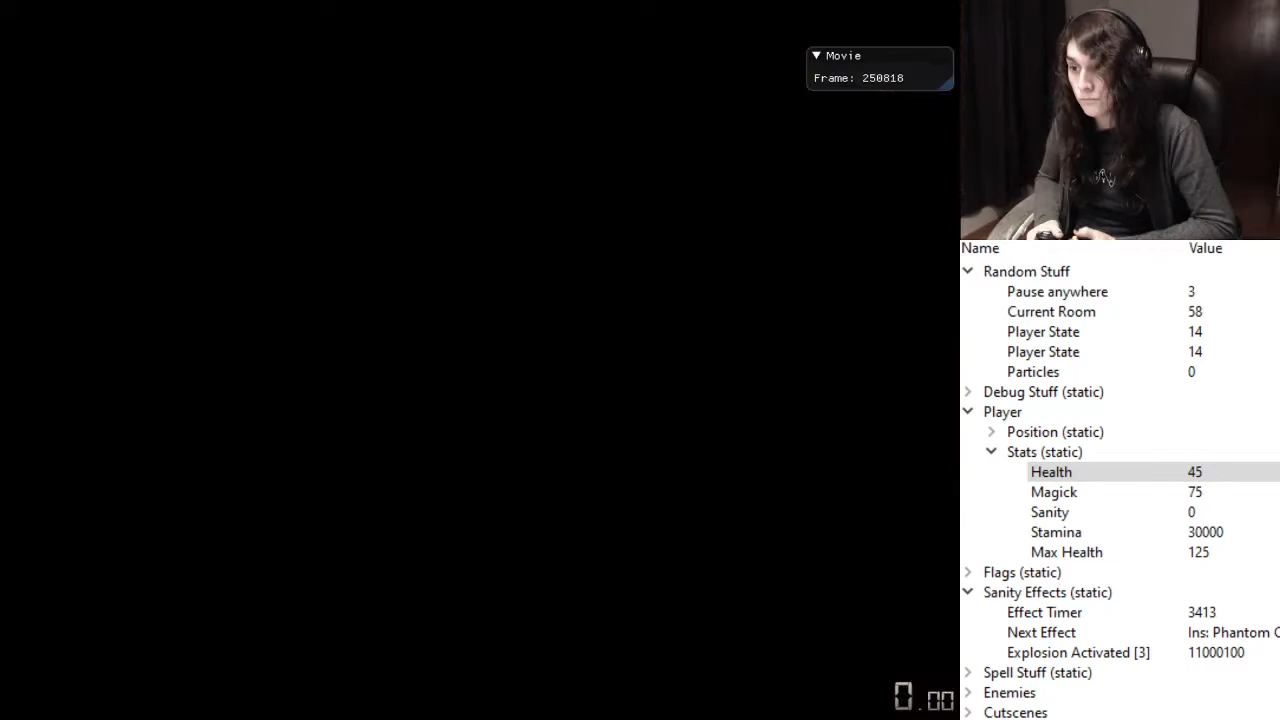 ▼ Movie
Frame: 250818
Name Value
Random Stuff
Pause anywhere 3
Current Room 58
Player State 14
Player State 14
Particles 0
Debug Stuff (static)
Player
Position (static)
Stats (static)
Health 45
Magick 75
Sanity 0
Stamina 30000
Max Health 125
Flags (static)
Sanity Effects (static)
Effect Timer 3413
Next Effect Ins: Phantom
Explosion Activated [3] 11000100
Spell Stuff (static)
Enemies
Cutscenes
0.00